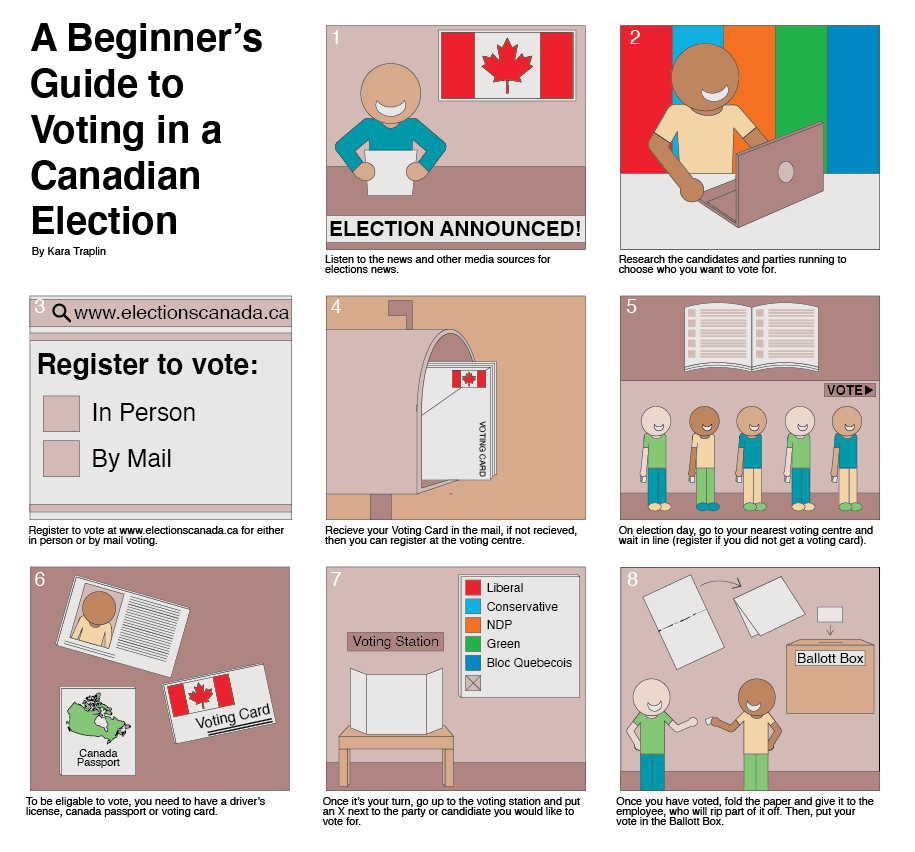 A Beginner's
Guide to
Voting in a
Canadian
Election
By Kara Traplin
1
ELECTION ANNOUNCED!
Listen to the news and other media sources for
elections news.
2
Research the candidates and parties running to
choose who you want to vote for.
3
www.electionscanada.ca
Register to vote:
In Person
By Mail
Register to vote at www.electionscanada.ca for either
in person or by mail voting.
4
VOTING CARD
Recieve your Voting Card in the mail, if not recieved,
then you can register at the voting centre.
5
VOTE
On election day, go to your nearest voting centre and
wait in line (register if you did not get a voting card).
6
Voting Card
Canada
Passport
To be eligable to vote, you need to have a driver's
license, canada passport or voting card.
7
Voting Station
Liberal
Conservative
NDP
Green
Bloc Quebecois
Once it's your turn, go up to the voting station and put
an X next to the party or candidiate you would like to
vote for.
8
Ballott Box
Once you have voted, fold the paper and give it to the
employee, who will rip part of it off. Then, put your
vote in the Ballott Box.